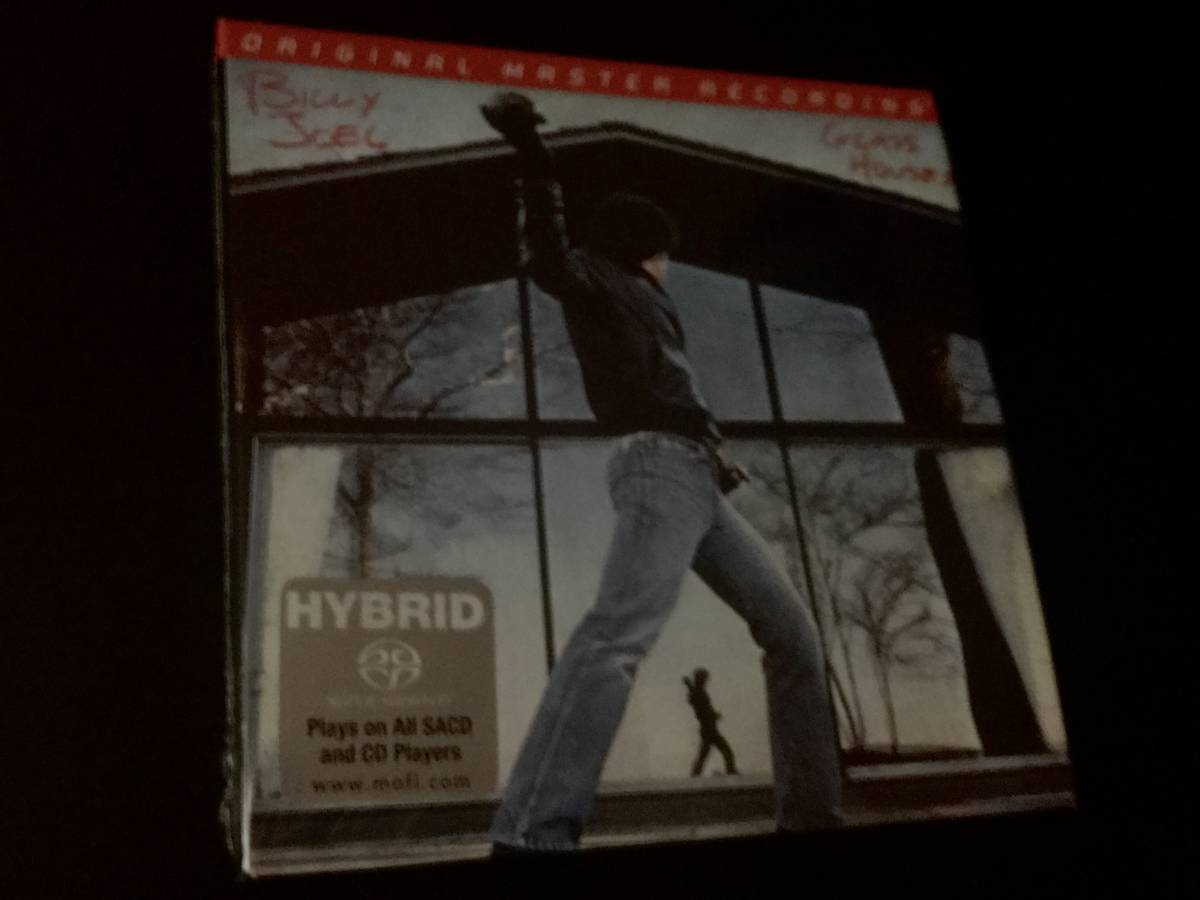 ORIGINAL MASTER RECORDING
BILLY
JOEL
GLASS
HOUSES
HYBRID
Plays on All SACD
and CD Players
www.mofi.com